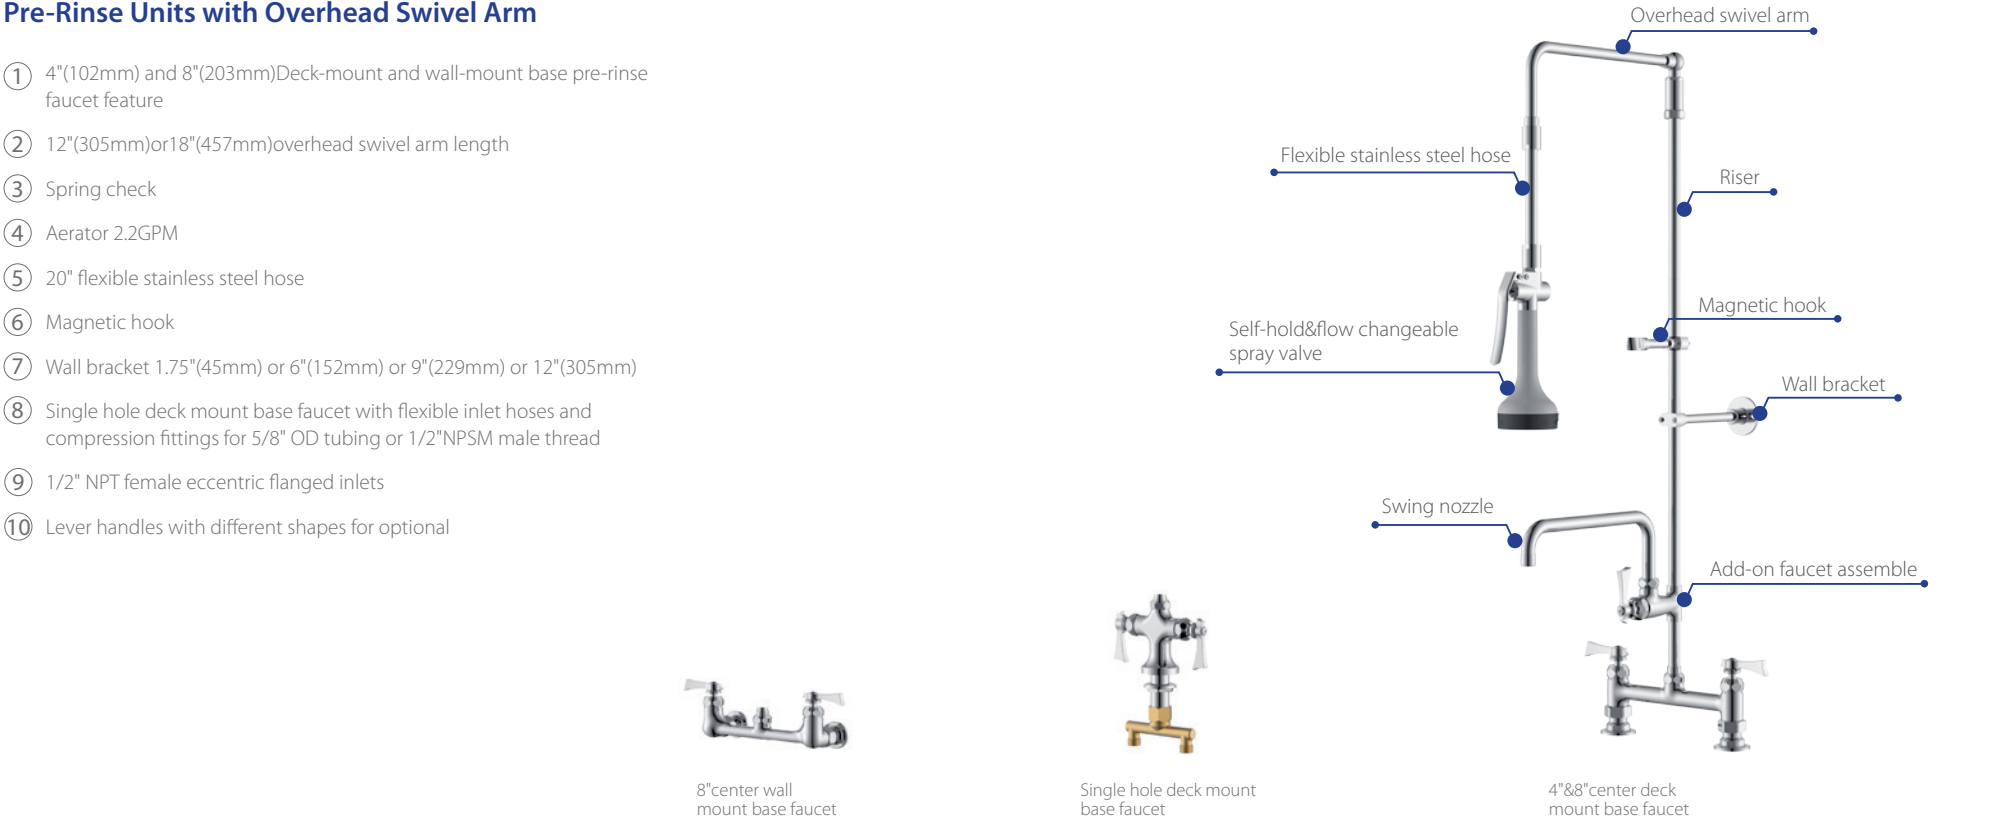 Pre-Rinse Units with Overhead Swivel Arm
1 4"(102mm) and 8"(203mm)Deck-mount and wall-mount base pre-rinse
faucet feature
2 12"(305mm)or18"(457mm)overhead swivel arm length
3 Spring check
4 Aerator 2.2GPM
5 20" flexible stainless steel hose
6 Magnetic hook
7 Wall bracket 1.75"(45mm) or 6"(152mm) or 9"(229mm) or 12"(305mm)
8 Single hole deck mount base faucet with flexible inlet hoses and
compression fittings for 5/8" OD tubing or 1/2"NPSM male thread
9 1/2" NPT female eccentric flanged inlets
10 Lever handles with different shapes for optional
Overhead swivel arm
Flexible stainless steel hose
Riser
Magnetic hook
Self-hold&flow changeable
spray valve
Wall bracket
Swing nozzle
Add-on faucet assemble
8"center wall
mount base faucet
Single hole deck mount
base faucet
4"&8"center deck
mount base faucet